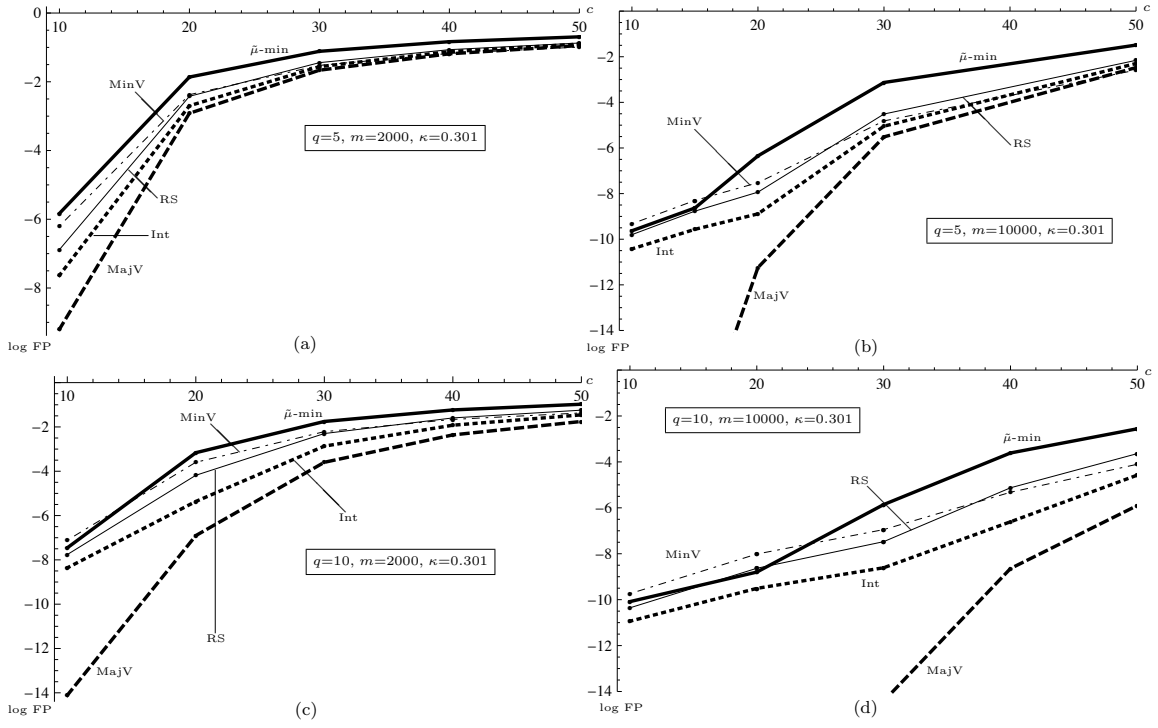 c
10 20 30 40 50
0
−2
−4
−6
−8
log FP
μ̃-min
MinV
q=5, m=2000, κ=0.301
RS
Int
MajV
(a)
c
10 20 30 40 50
−2
−4
−6
−8
−10
−12
−14
log FP
μ̃-min
MinV
RS
q=5, m=10000, κ=0.301
Int
MajV
(b)
c
10 20 30 40 50
−2
−4
−6
−8
−10
−12
−14
log FP
MinV
μ̃-min
Int
q=10, m=2000, κ=0.301
RS
MajV
(c)
c
10 20 30 40 50
−2
−4
−6
−8
−10
−12
−14
log FP
q=10, m=10000, κ=0.301
μ̃-min
RS
MinV
Int
MajV
(d)